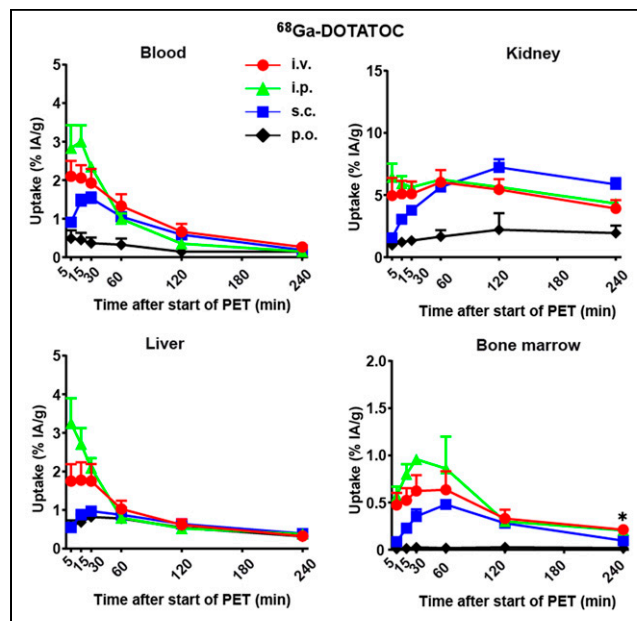 ⁶⁸Ga-DOTATOC
Blood
Kidney
i.v.
i.p.
s.c.
p.o.
Uptake (% IA/g)
5
4
3
2
1
0
5 15 30 60 120 180 240
Time after start of PET (min)
Uptake (% IA/g)
15
10
5
0
5 15 30 60 120 180 240
Time after start of PET (min)
Liver
Bone marrow
Uptake (% IA/g)
5
4
3
2
1
0
5 15 30 60 120 180 240
Time after start of PET (min)
Uptake (% IA/g)
2.0
1.5
1.0
0.5
0.0
*
5 15 30 60 120 180 240
Time after start of PET (min)